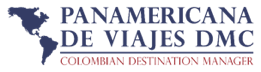 PANAMERICANA
DE VIAJES DMC
COLOMBIAN DESTINATION MANAGER